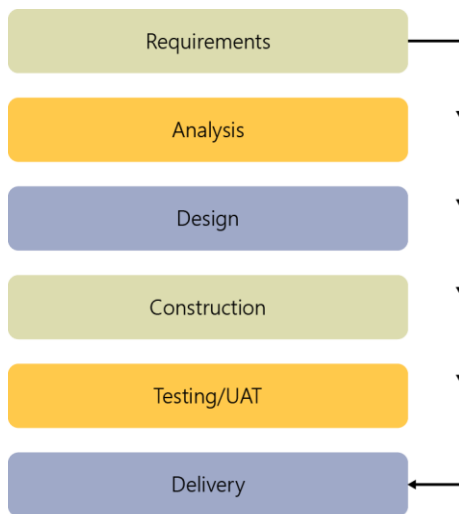 Requirements
Analysis
Design
Construction
Testing/UAT
Delivery